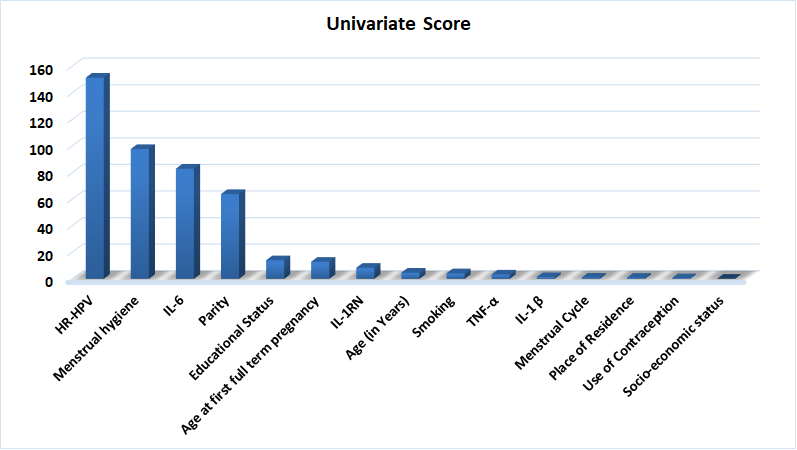 Univariate Score
160
140
120
100
80
60
40
20
0
HR-HPV
Menstrual hygiene
IL-6
Parity
Educational Status
Age at first full term pregnancy
IL-1RN
Age (in Years)
Smoking
TNF-α
IL-1β
Menstrual Cycle
Place of Residence
Use of Contraception
Socio-economic status